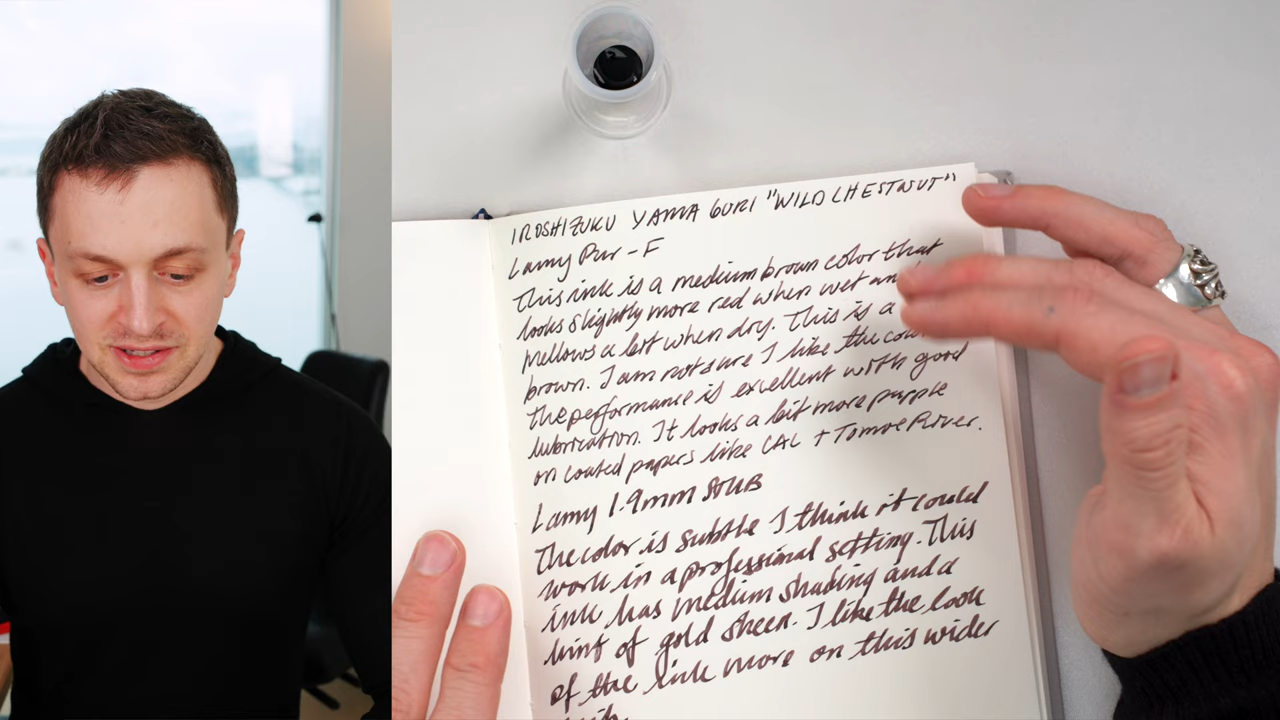 IROSHIZUKU YAMA GURI "WILD CHESTNUT"
Lamy Pur - F
This ink is a medium brown color that
looks slightly more red when wet and
mellows a bit when dry. This is a
brown. I am not sure I like the
the performance is excellent with good
lubrication. It looks a bit more purple
on coated papers like CAL + Tomoe River.
Lamy 1.9mm STUB
The color is subtle I think it could
work in a professional setting. This
ink has medium shading and a
hint of gold sheen. I like the look
of the ink more on this wider